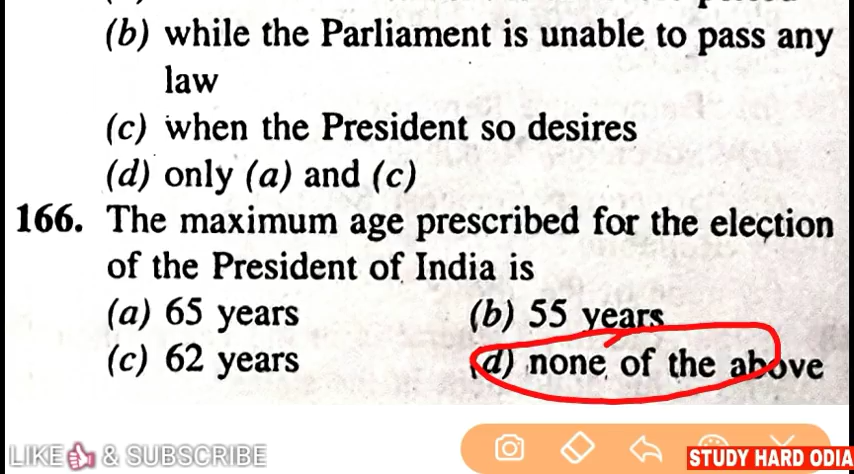 (b) while the Parliament is unable to pass any
law
(c) when the President so desires
(d) only (a) and (c)
166. The maximum age prescribed for the election
of the President of India is
(a) 65 years (b) 55 years
(c) 62 years (d) none of the above
LIKE & SUBSCRIBE
STUDY HARD ODIA